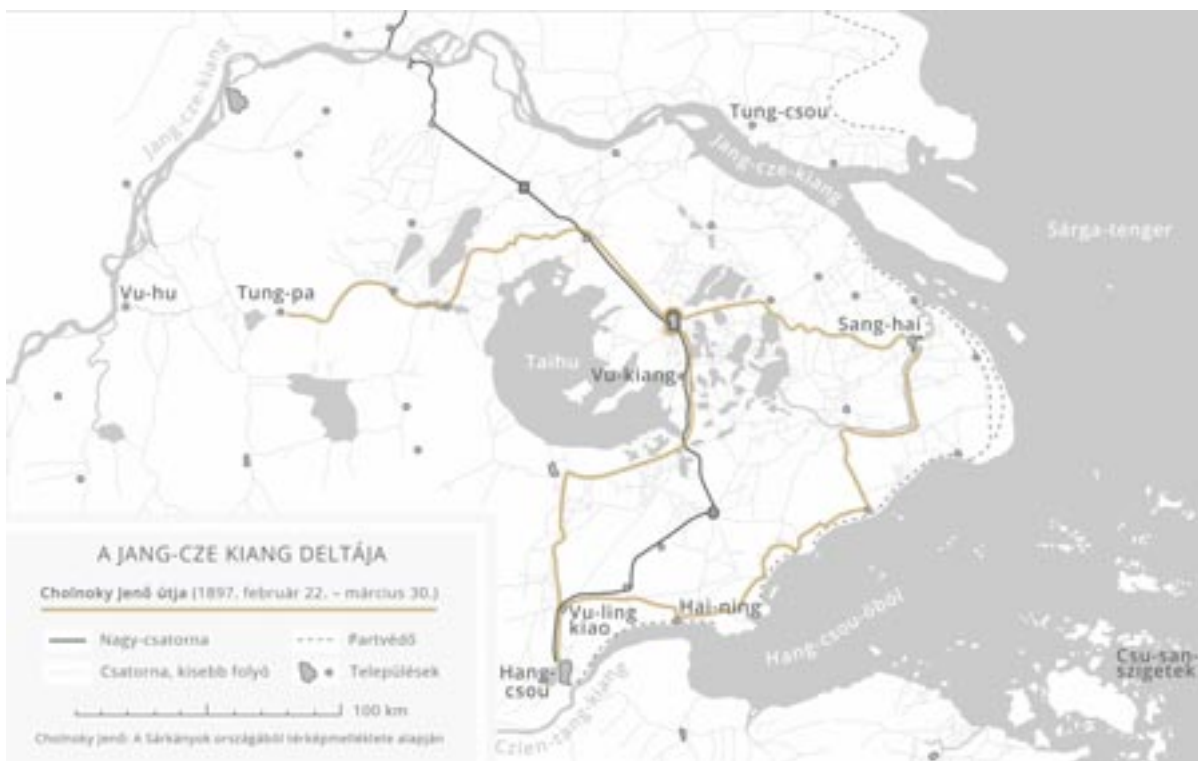 Jang-cze-kiang
Tung-csou
Jang-cze-kiang
Sárga-tenger
Vu-hu
Tung-pa
Sang-hai
Taihu
Vu-kiang
A JANG-CZE KIANG DELTÁJA
Cholnoky Jenő útja (1897. február 22. – március 30.)
Nagy-csatorna
Partvédő
Csatorna, kisebb folyó
Települések
100 km
Cholnoky Jenő: A Sárkányok országából térképmelléklete alapján
Vu-ling
kiao
Hai-ning
Hang-csou-öböl
Hang-
csou
Czien-tang-kiang
Csu-san-
szigetek